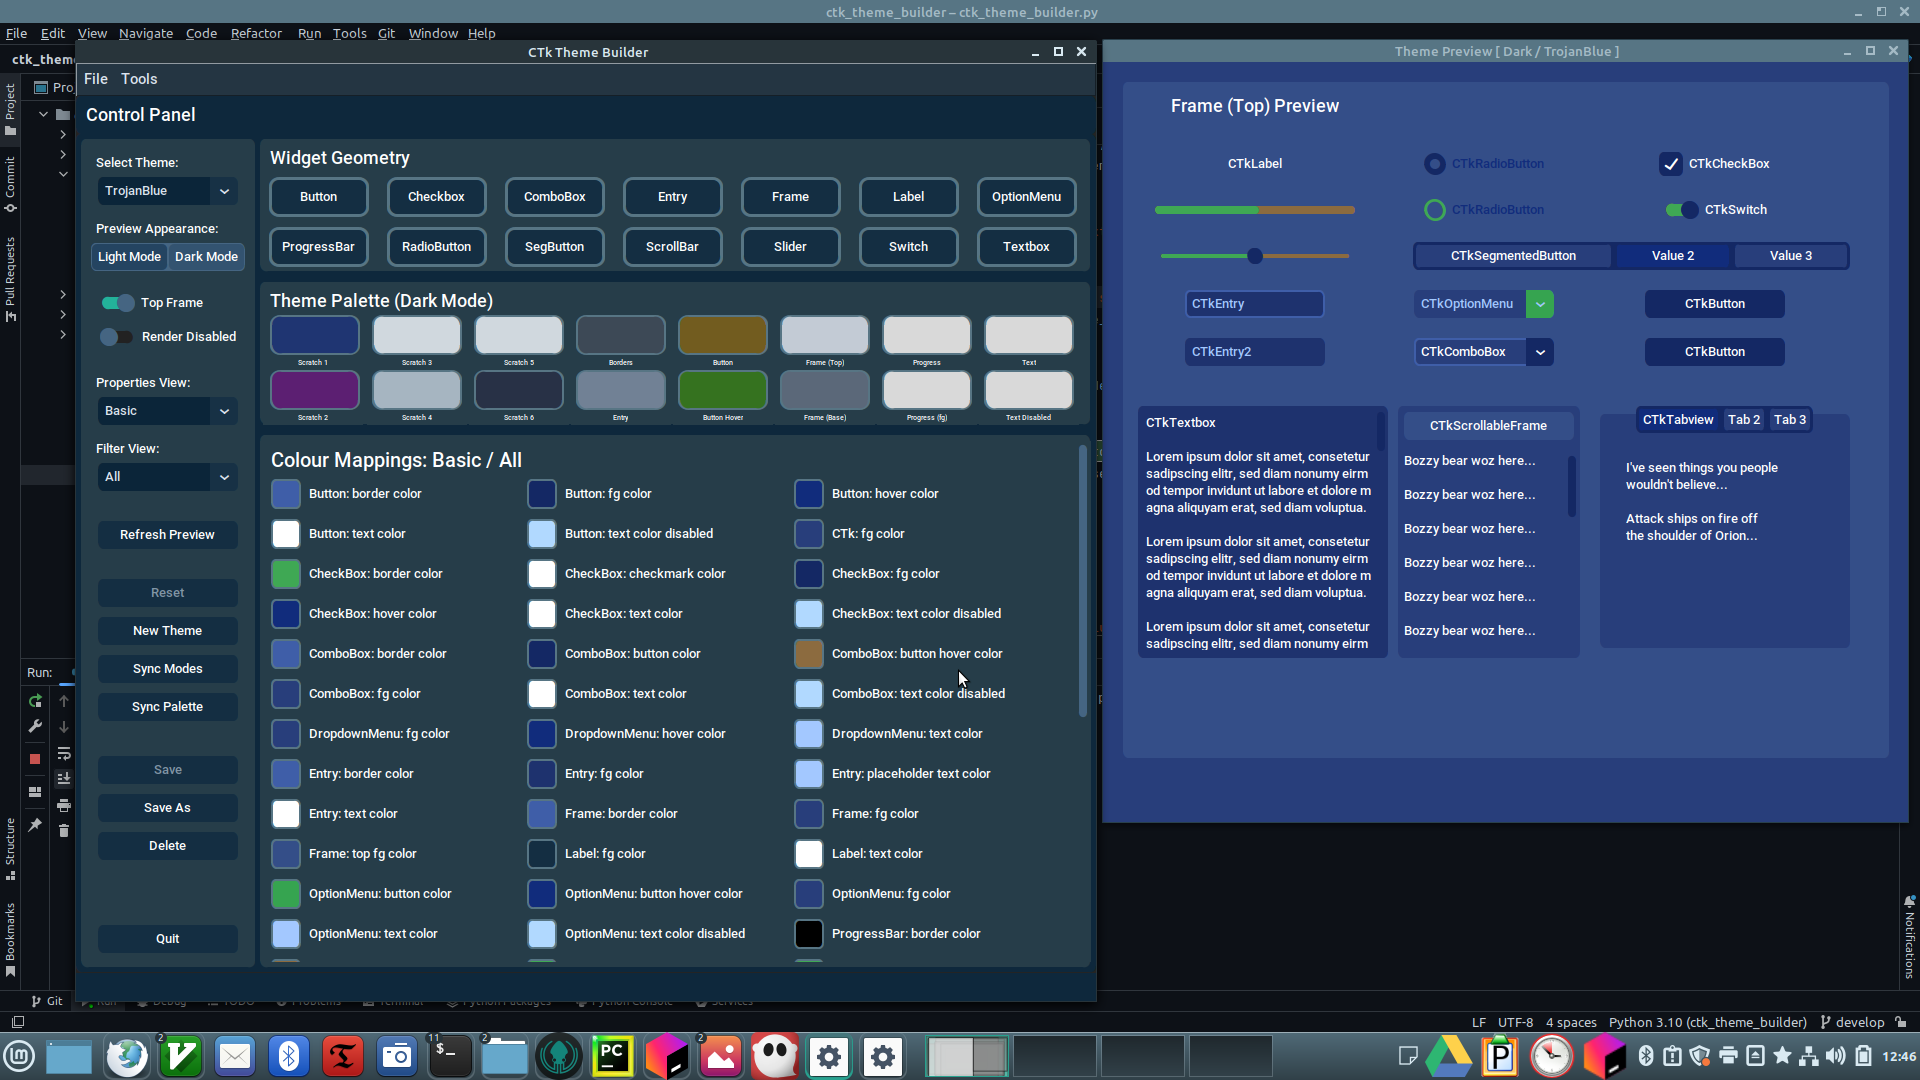 ctk_theme_builder – ctk_theme_builder.py
File Edit View Navigate Code Refactor Run Tools Git Window Help
ctk_them
Project
Commit
Pull Requests
Structure
Bookmarks
Pro
Run:
CTk Theme Builder
File Tools
Control Panel
Select Theme:
TrojanBlue
Preview Appearance:
Light Mode Dark Mode
Top Frame
Render Disabled
Properties View:
Basic
Filter View:
All
Refresh Preview
Reset
New Theme
Sync Modes
Sync Palette
Save
Save As
Delete
Quit
Widget Geometry
Button Checkbox ComboBox Entry Frame Label OptionMenu
ProgressBar RadioButton SegButton ScrollBar Slider Switch Textbox
Theme Palette (Dark Mode)
Scratch 1 Scratch 3 Scratch 5 Borders Button Frame (Top) Progress Text
Scratch 2 Scratch 4 Scratch 6 Entry Button Hover Frame (Base) Progress (fg) Text Disabled
Colour Mappings: Basic / All
Button: border color Button: fg color Button: hover color
Button: text color Button: text color disabled CTk: fg color
CheckBox: border color CheckBox: checkmark color CheckBox: fg color
CheckBox: hover color CheckBox: text color CheckBox: text color disabled
ComboBox: border color ComboBox: button color ComboBox: button hover color
ComboBox: fg color ComboBox: text color ComboBox: text color disabled
DropdownMenu: fg color DropdownMenu: hover color DropdownMenu: text color
Entry: border color Entry: fg color Entry: placeholder text color
Entry: text color Frame: border color Frame: fg color
Frame: top fg color Label: fg color Label: text color
OptionMenu: button color OptionMenu: button hover color OptionMenu: fg color
OptionMenu: text color OptionMenu: text color disabled ProgressBar: border color
Theme Preview [ Dark / TrojanBlue ]
Frame (Top) Preview
CTkLabel CTkRadioButton CTkCheckBox
CTkRadioButton CTkSwitch
CTkSegmentedButton Value 2 Value 3
CTkEntry CTkOptionMenu CTkButton
CTkEntry2 CTkComboBox CTkButton
CTkTextbox
Lorem ipsum dolor sit amet, consetetur
sadipscing elitr, sed diam nonumy eirm
od tempor invidunt ut labore et dolore m
agna aliquyam erat, sed diam voluptua.
Lorem ipsum dolor sit amet, consetetur
sadipscing elitr, sed diam nonumy eirm
od tempor invidunt ut labore et dolore m
agna aliquyam erat, sed diam voluptua.
Lorem ipsum dolor sit amet, consetetur
sadipscing elitr, sed diam nonumy eirm
CTkScrollableFrame
Bozzy bear woz here...
Bozzy bear woz here...
Bozzy bear woz here...
Bozzy bear woz here...
Bozzy bear woz here...
Bozzy bear woz here...
CTkTabview Tab 2 Tab 3
I've seen things you people
wouldn't believe...
Attack ships on fire off
the shoulder of Orion...
Notifications
Git Run Debug TODO Problems Terminal Python Packages Python Console Services
LF UTF-8 4 spaces Python 3.10 (ctk_theme_builder) develop
2 11 2 2
PC
12:46